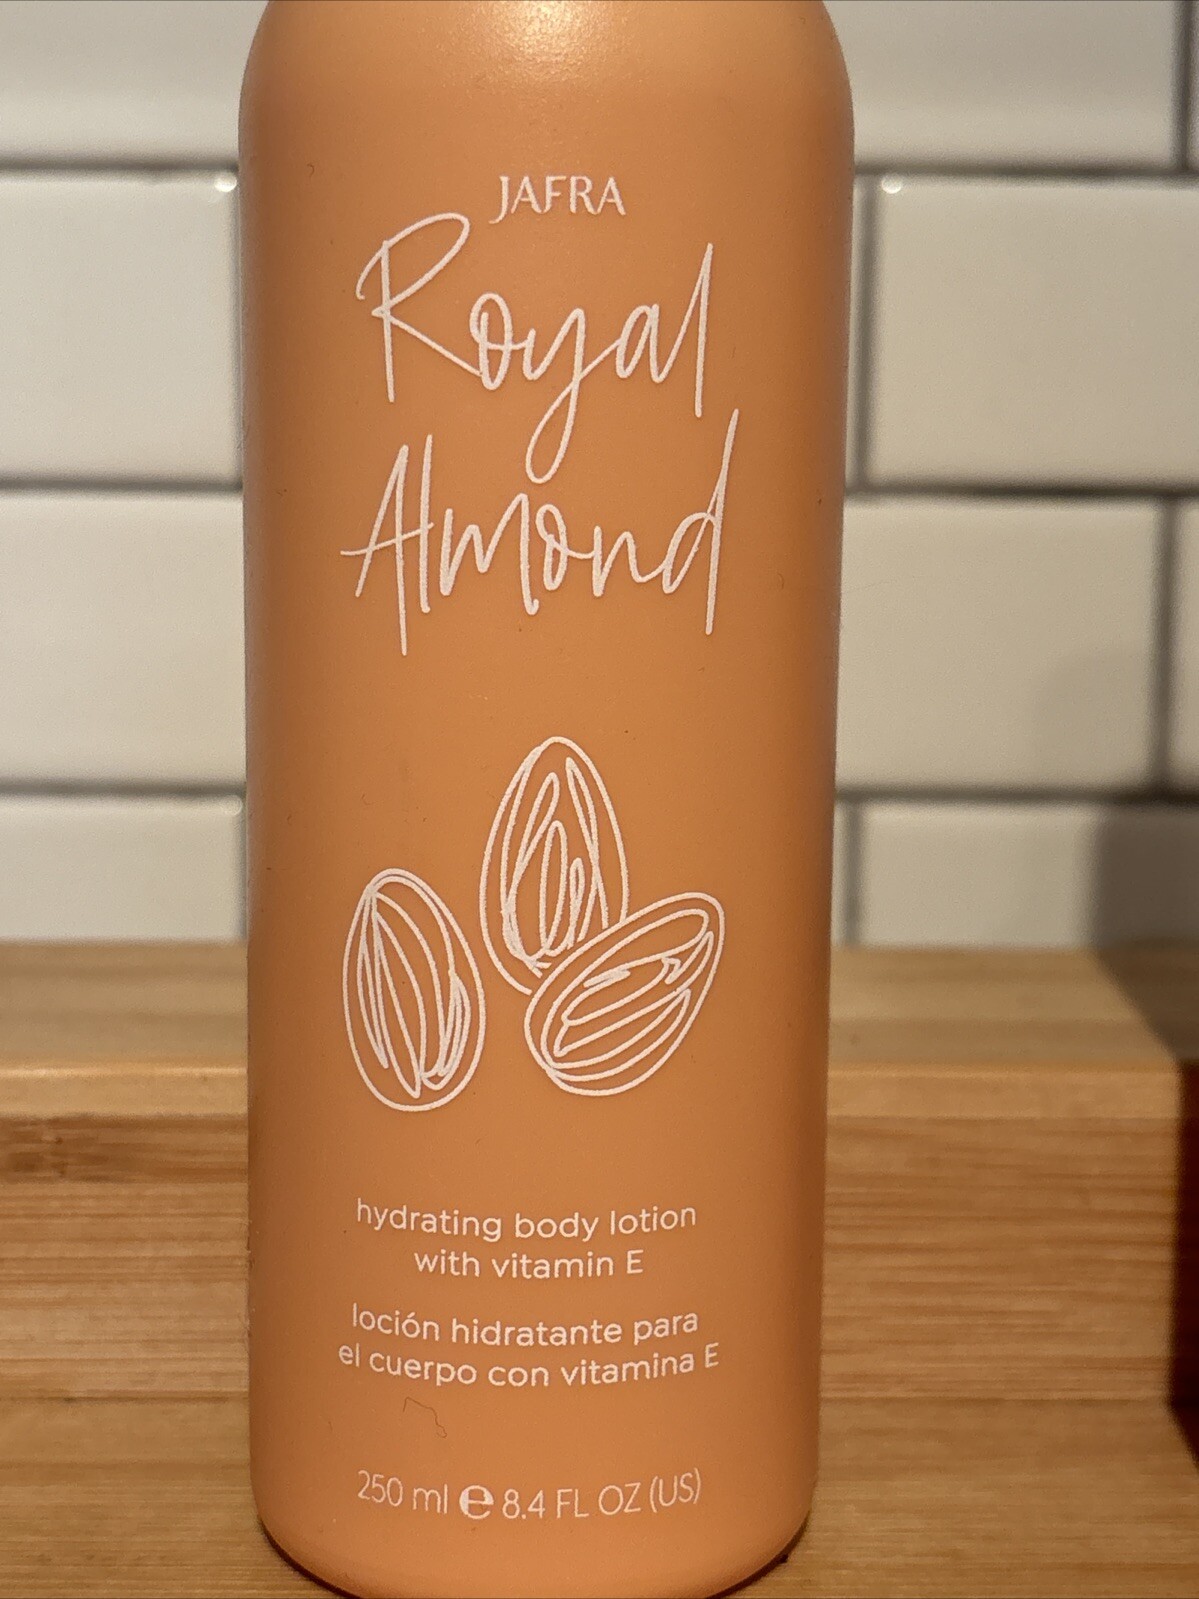 JAFRA
Royal
Almond
hydrating body lotion
with vitamin E
loción hidratante para
el cuerpo con vitamina E
250 ml ℮ 8.4 FL OZ (US)